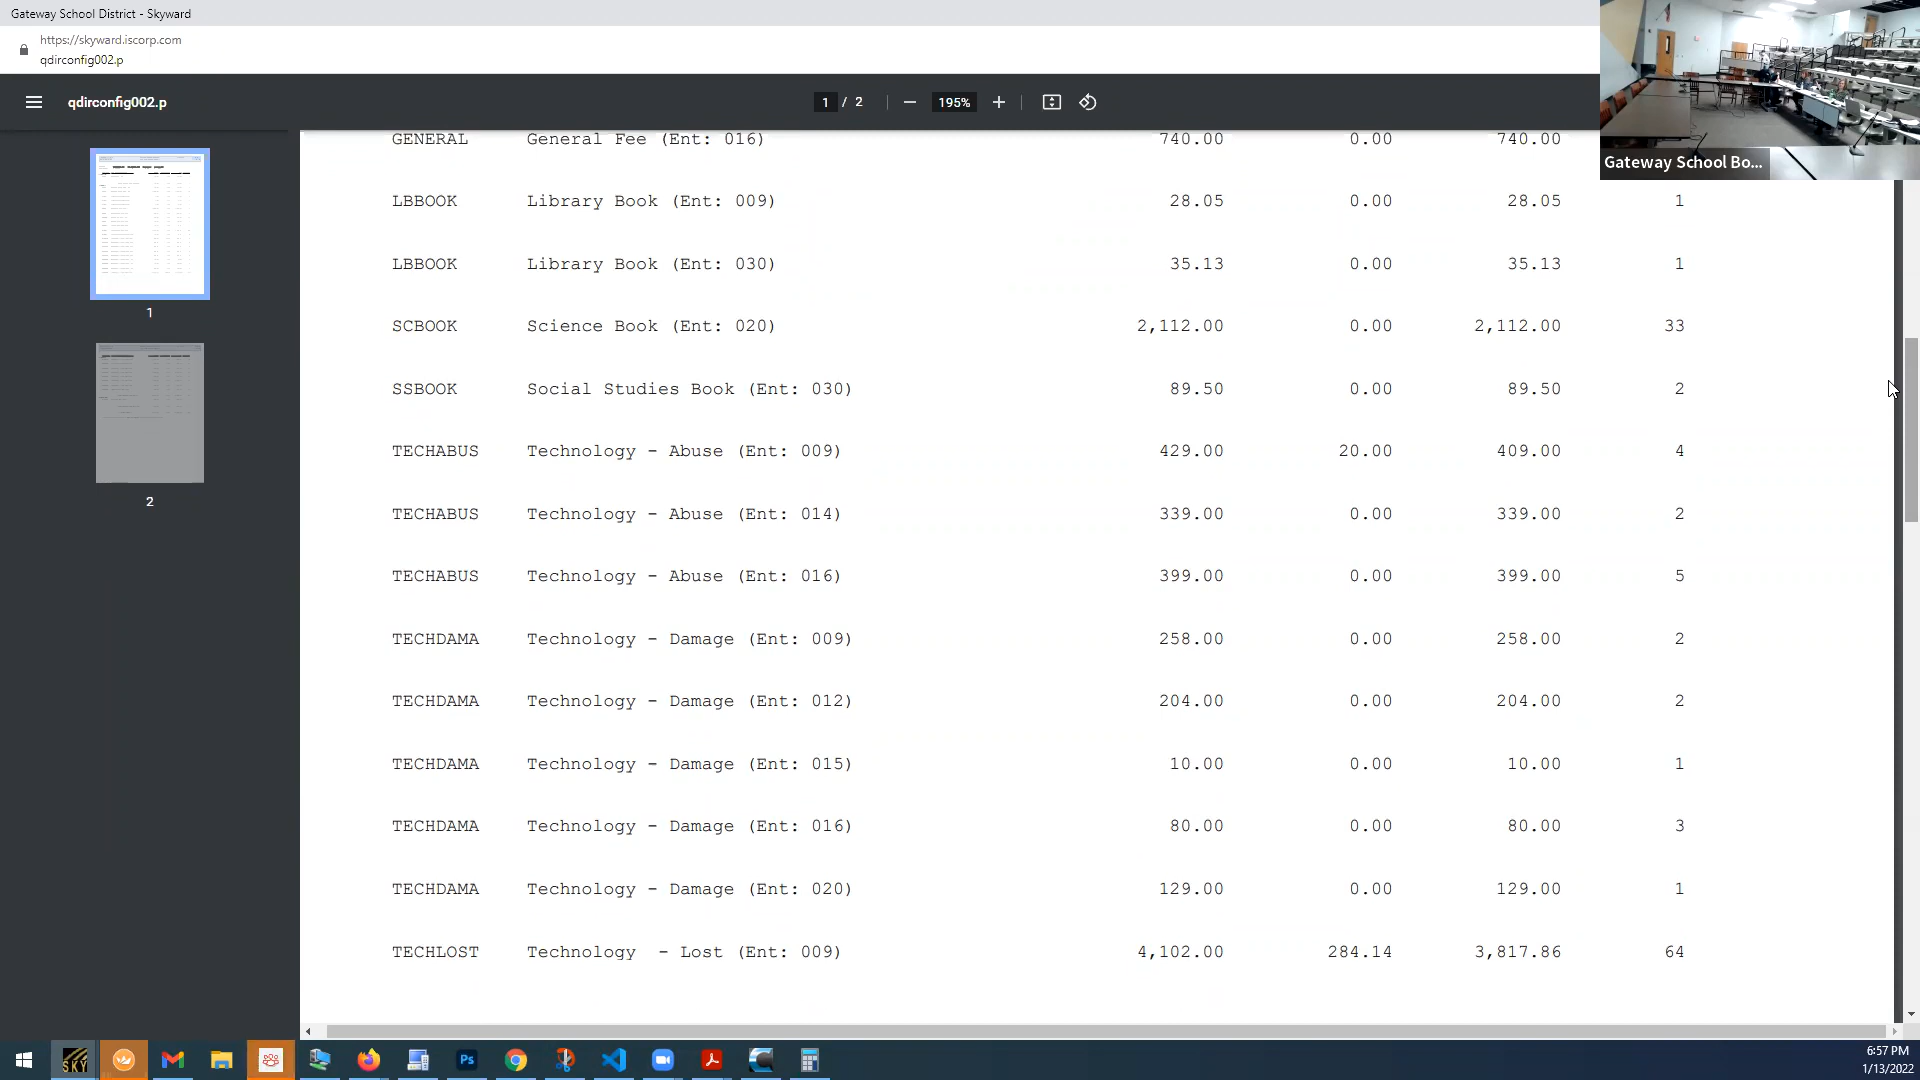 Gateway School District - Skyward
https://skyward.iscorp.com
qdirconfig002.p
qdirconfig002.p
1 / 2
195%
Gateway School Bo...
1
2
GENERAL General Fee (Ent: 016) 740.00 0.00 740.00
LBBOOK Library Book (Ent: 009) 28.05 0.00 28.05 1
LBBOOK Library Book (Ent: 030) 35.13 0.00 35.13 1
SCBOOK Science Book (Ent: 020) 2,112.00 0.00 2,112.00 33
SSBOOK Social Studies Book (Ent: 030) 89.50 0.00 89.50 2
TECHABUS Technology - Abuse (Ent: 009) 429.00 20.00 409.00 4
TECHABUS Technology - Abuse (Ent: 014) 339.00 0.00 339.00 2
TECHABUS Technology - Abuse (Ent: 016) 399.00 0.00 399.00 5
TECHDAMA Technology - Damage (Ent: 009) 258.00 0.00 258.00 2
TECHDAMA Technology - Damage (Ent: 012) 204.00 0.00 204.00 2
TECHDAMA Technology - Damage (Ent: 015) 10.00 0.00 10.00 1
TECHDAMA Technology - Damage (Ent: 016) 80.00 0.00 80.00 3
TECHDAMA Technology - Damage (Ent: 020) 129.00 0.00 129.00 1
TECHLOST Technology - Lost (Ent: 009) 4,102.00 284.14 3,817.86 64
SKY
Ps
6:57 PM
1/13/2022